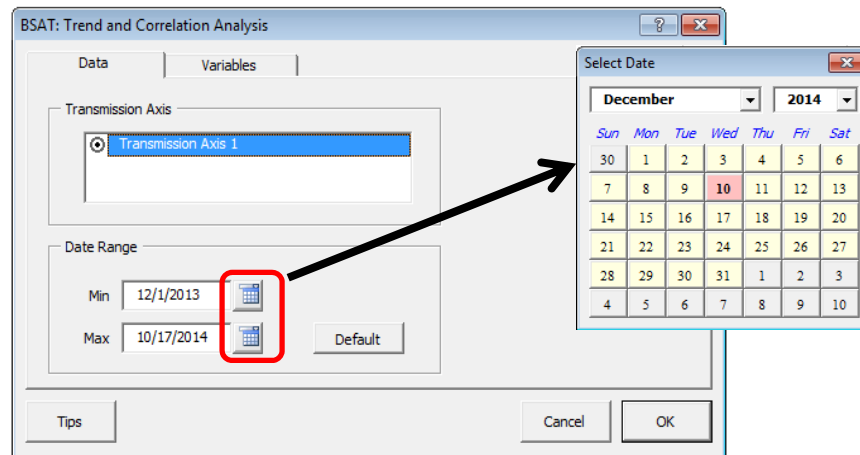 BSAT: Trend and Correlation Analysis
?
Data Variables
Transmission Axis
Transmission Axis 1
Date Range
Min 12/1/2013
Max 10/17/2014 Default
Tips Cancel OK
Select Date
December 2014
Sun Mon Tue Wed Thu Fri Sat
30 1 2 3 4 5 6
7 8 9 10 11 12 13
14 15 16 17 18 19 20
21 22 23 24 25 26 27
28 29 30 31 1 2 3
4 5 6 7 8 9 10